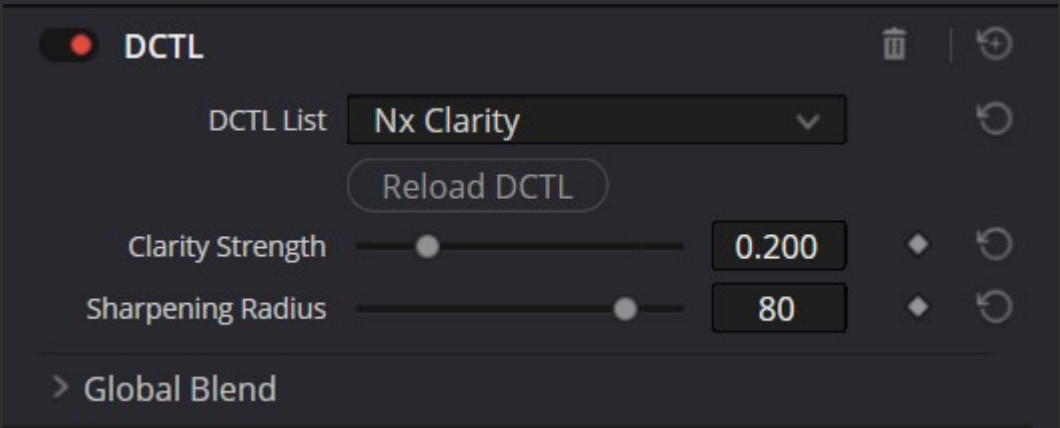 DCTL
DCTL List Nx Clarity
Reload DCTL
Clarity Strength 0.200
Sharpening Radius 80
Global Blend